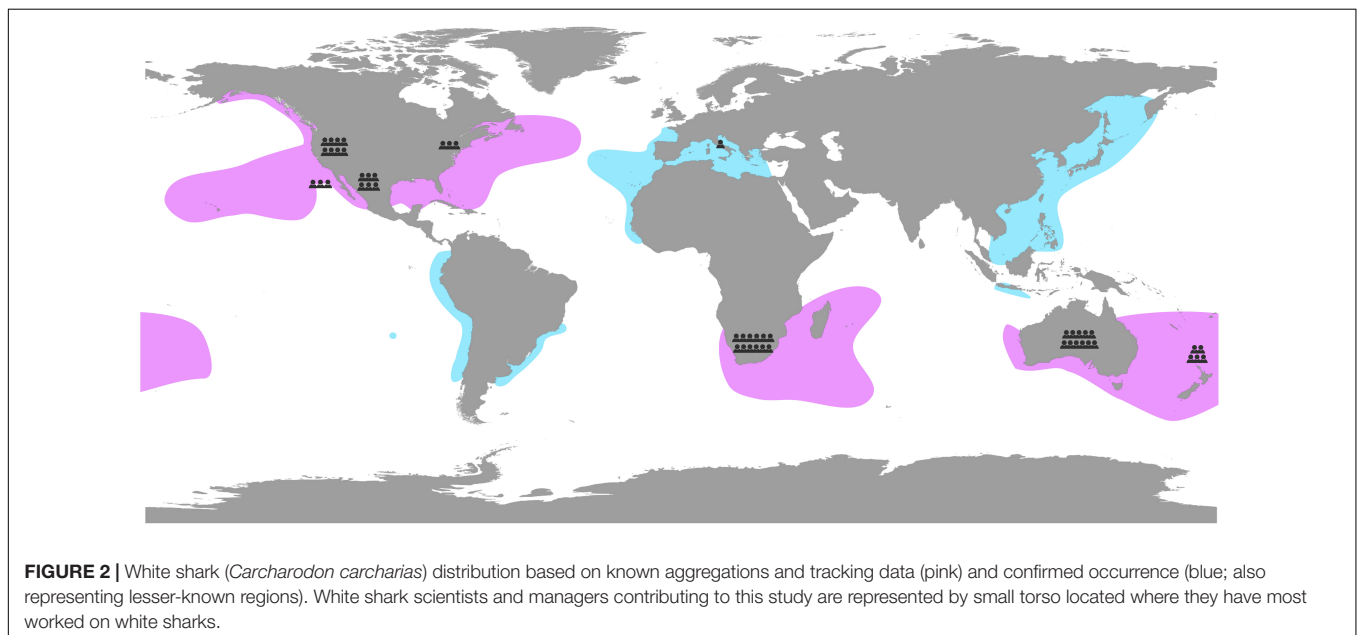 FIGURE 2 | White shark (Carcharodon carcharias) distribution based on known aggregations and tracking data (pink) and confirmed occurrence (blue; also
representing lesser-known regions). White shark scientists and managers contributing to this study are represented by small torso located where they have most
worked on white sharks.